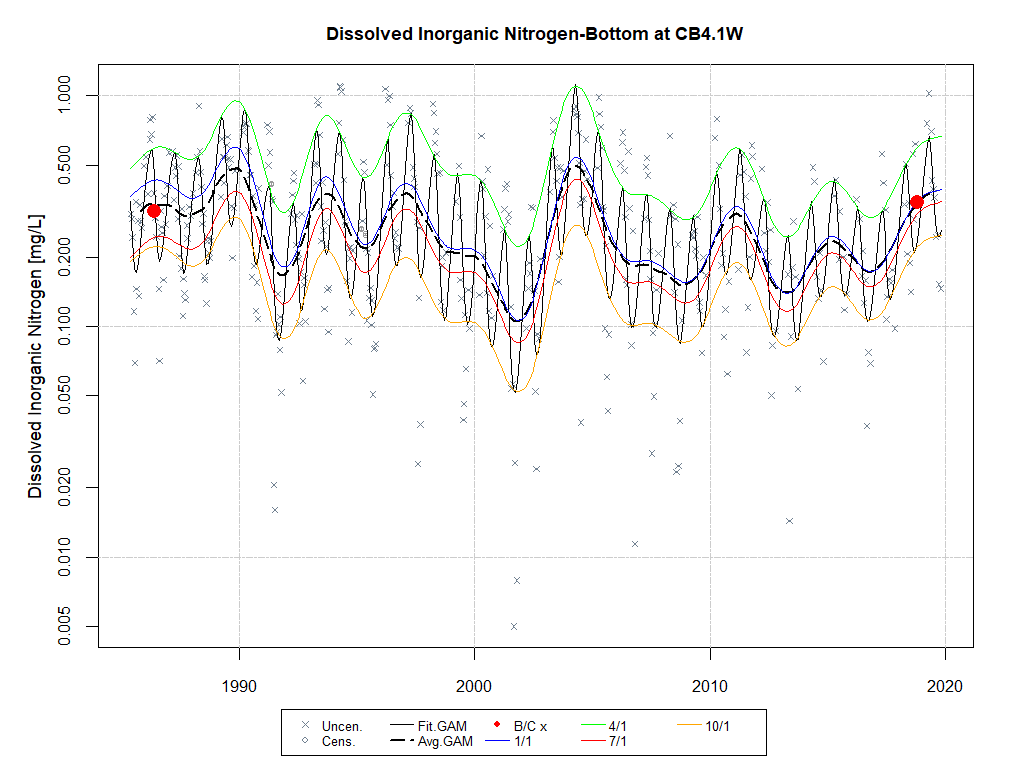 Dissolved Inorganic Nitrogen-Bottom at CB4.1W
Dissolved Inorganic Nitrogen [mg/L]
1.000
0.500
0.200
0.100
0.050
0.020
0.010
0.005
1990 2000 2010 2020
Uncen. Fit.GAM B/C x 4/1 10/1
Cens. Avg.GAM 1/1 7/1